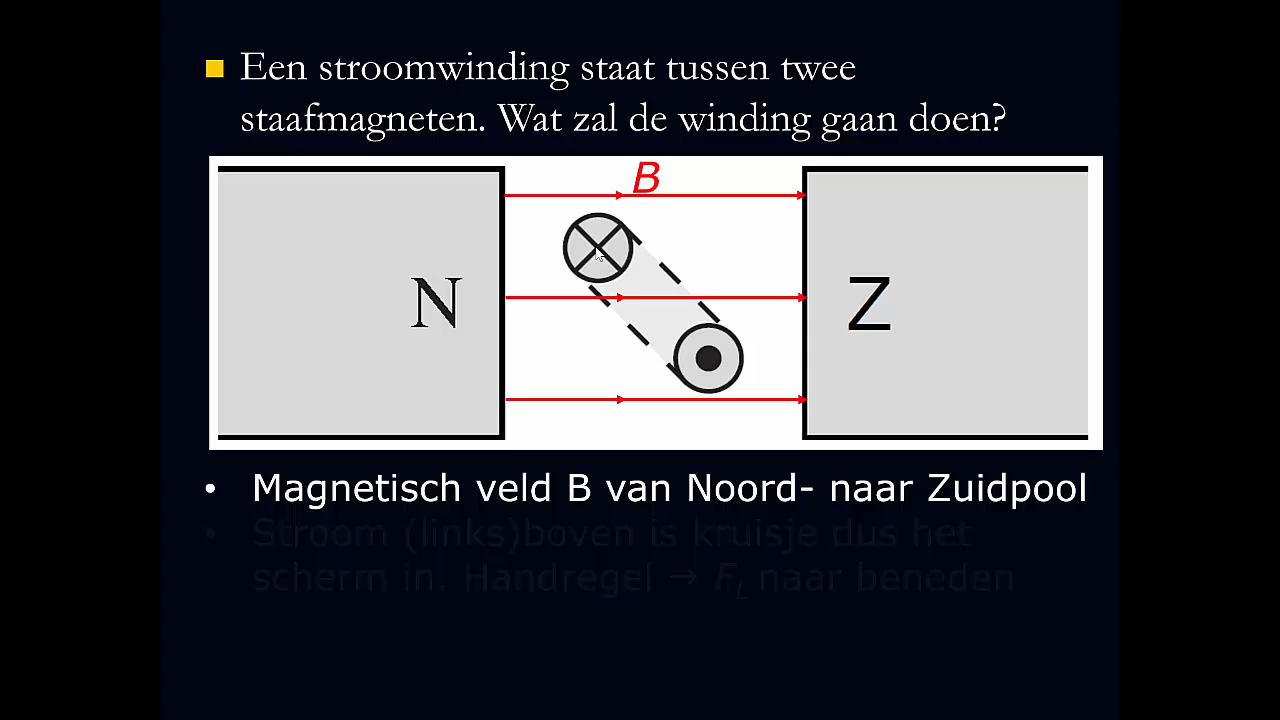 Een stroomwinding staat tussen twee
staafmagneten. Wat zal de winding gaan doen?
B
N
Z
• Magnetisch veld B van Noord- naar Zuidpool
• Stroom (links)boven is kruisje dus het
scherm in. Handregel → FL naar beneden